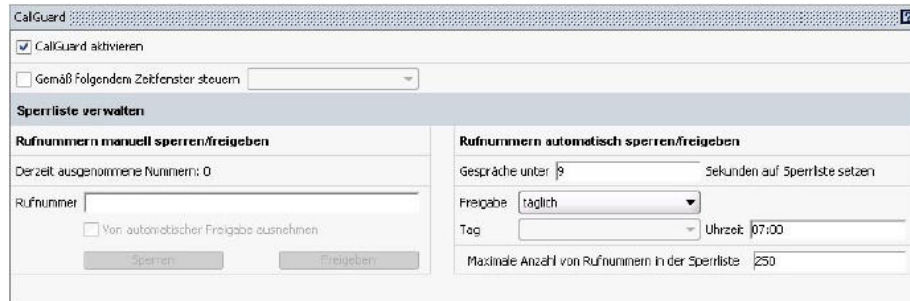 CallGuard
CallGuard aktivieren
Gemäß folgendem Zeitfenster steuern
Sperrliste verwalten
Rufnummern manuell sperren/freigeben
Derzeit ausgenommene Nummern: 0
Rufnummer
Von automatischer Freigabe ausnehmen
Sperren Freigeben
Rufnummern automatisch sperren/freigeben
Gespräche unter 9 Sekunden auf Sperrliste setzen
Freigabe täglich
Tag Uhrzeit 07:00
Maximale Anzahl von Rufnummern in der Sperrliste 250